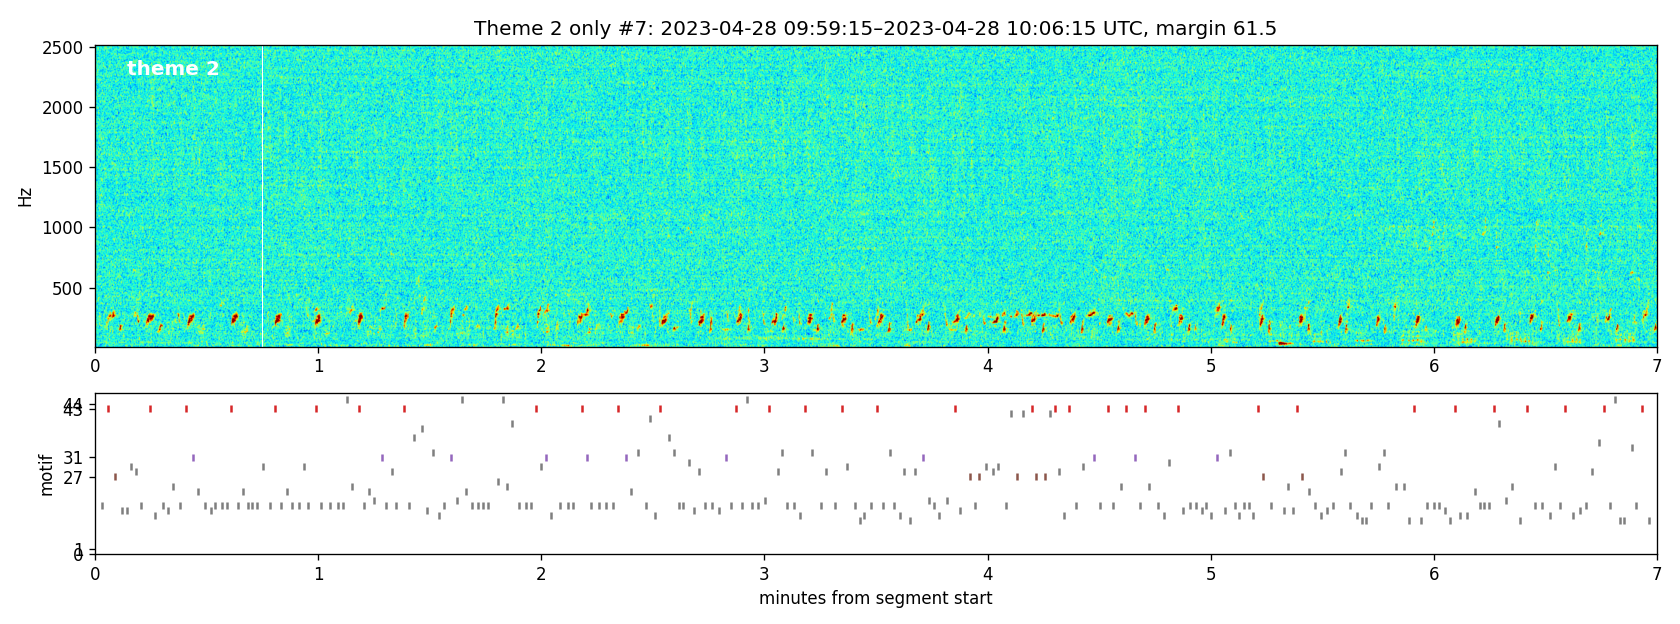 Theme 2 only #7: 2023-04-28 09:59:15–2023-04-28 10:06:15 UTC, margin 61.5
theme 2
Hz
2500
2000
1500
1000
500
0 1 2 3 4 5 6 7
motif
44
43
31
27
1
0
0 1 2 3 4 5 6 7
minutes from segment start